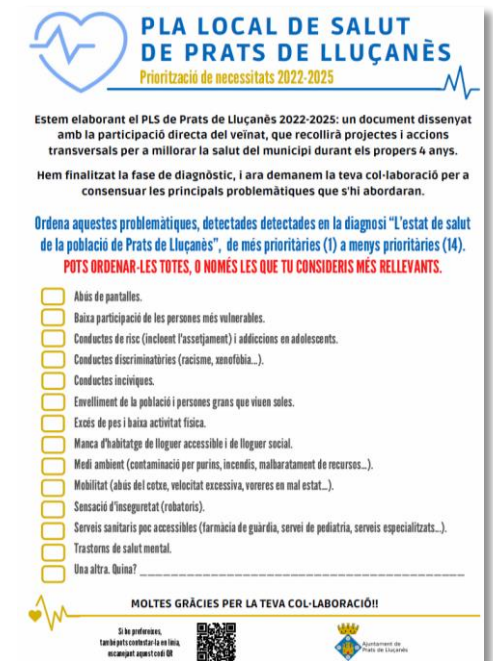 PLA LOCAL DE SALUT
DE PRATS DE LLUÇANÈS
Priorització de necessitats 2022-2025
Estem elaborant el PLS de Prats de Lluçanès 2022-2025: un document dissenyat
amb la participació directa del veïnat, que recollirà projectes i accions
transversals per a millorar la salut del municipi durant els propers 4 anys.
Hem finalitzat la fase de diagnòstic, i ara demanem la teva col·laboració per a
consensuar les principals problemàtiques que s'hi abordaran.
Ordena aquestes problemàtiques, detectades detectades en la diagnosi "L'estat de salut
de la població de Prats de Lluçanès", de més prioritàries (1) a menys prioritàries (14).
POTS ORDENAR-LES TOTES, O NOMÉS LES QUE TU CONSIDERIS MÉS RELLEVANTS.
Abús de pantalles.
Baixa participació de les persones més vulnerables.
Conductes de risc (incloent l'assetjament) i addiccions en adolescents.
Conductes discriminatòries (racisme, xenofòbia...).
Conductes incíviques.
Envelliment de la població i persones grans que viuen soles.
Excés de pes i baixa activitat física.
Manca d'habitatge de lloguer accessible i de lloguer social.
Medi ambient (contaminació per purins, incendis, malbaratament de recursos...).
Mobilitat (abús del cotxe, velocitat excessiva, voreres en mal estat...).
Sensació d'inseguretat (robatoris).
Serveis sanitaris poc accessibles (farmàcia de guàrdia, servei de pediatria, serveis especialitzats...).
Trastorns de salut mental.
Una altra. Quina? ______________________________
MOLTES GRÀCIES PER LA TEVA COL·LABORACIÓ!!
Si ho prefereixes,
també pots contestar-la en línia,
escanejant aquest codi QR
Ajuntament de
Prats de Lluçanès